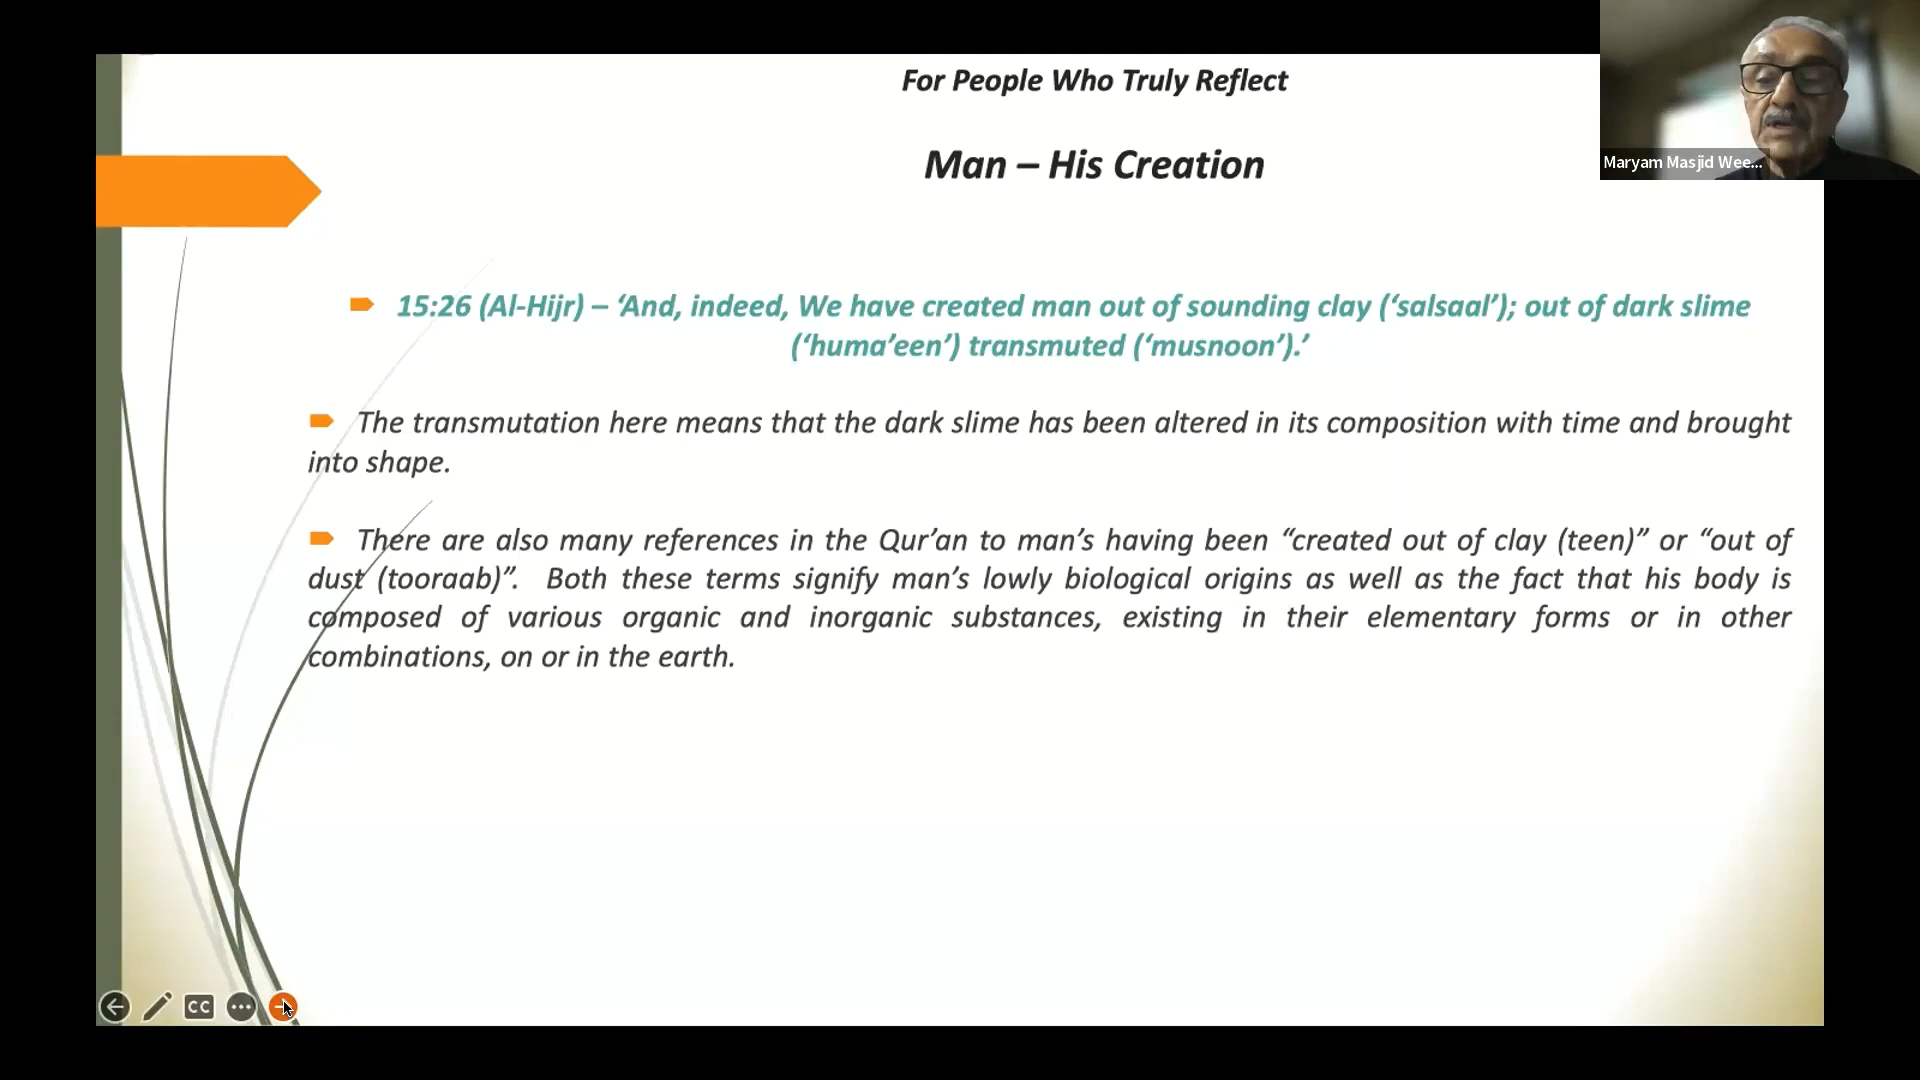 For People Who Truly Reflect
Man – His Creation
Maryam Masjid Wee...
15:26 (Al-Hijr) – ‘And, indeed, We have created man out of sounding clay (‘salsaal’); out of dark slime
(‘huma’een’) transmuted (‘musnoon’).’
The transmutation here means that the dark slime has been altered in its composition with time and brought
into shape.
There are also many references in the Qur’an to man’s having been “created out of clay (teen)” or “out of
dust (tooraab)”. Both these terms signify man’s lowly biological origins as well as the fact that his body is
composed of various organic and inorganic substances, existing in their elementary forms or in other
combinations, on or in the earth.
CC